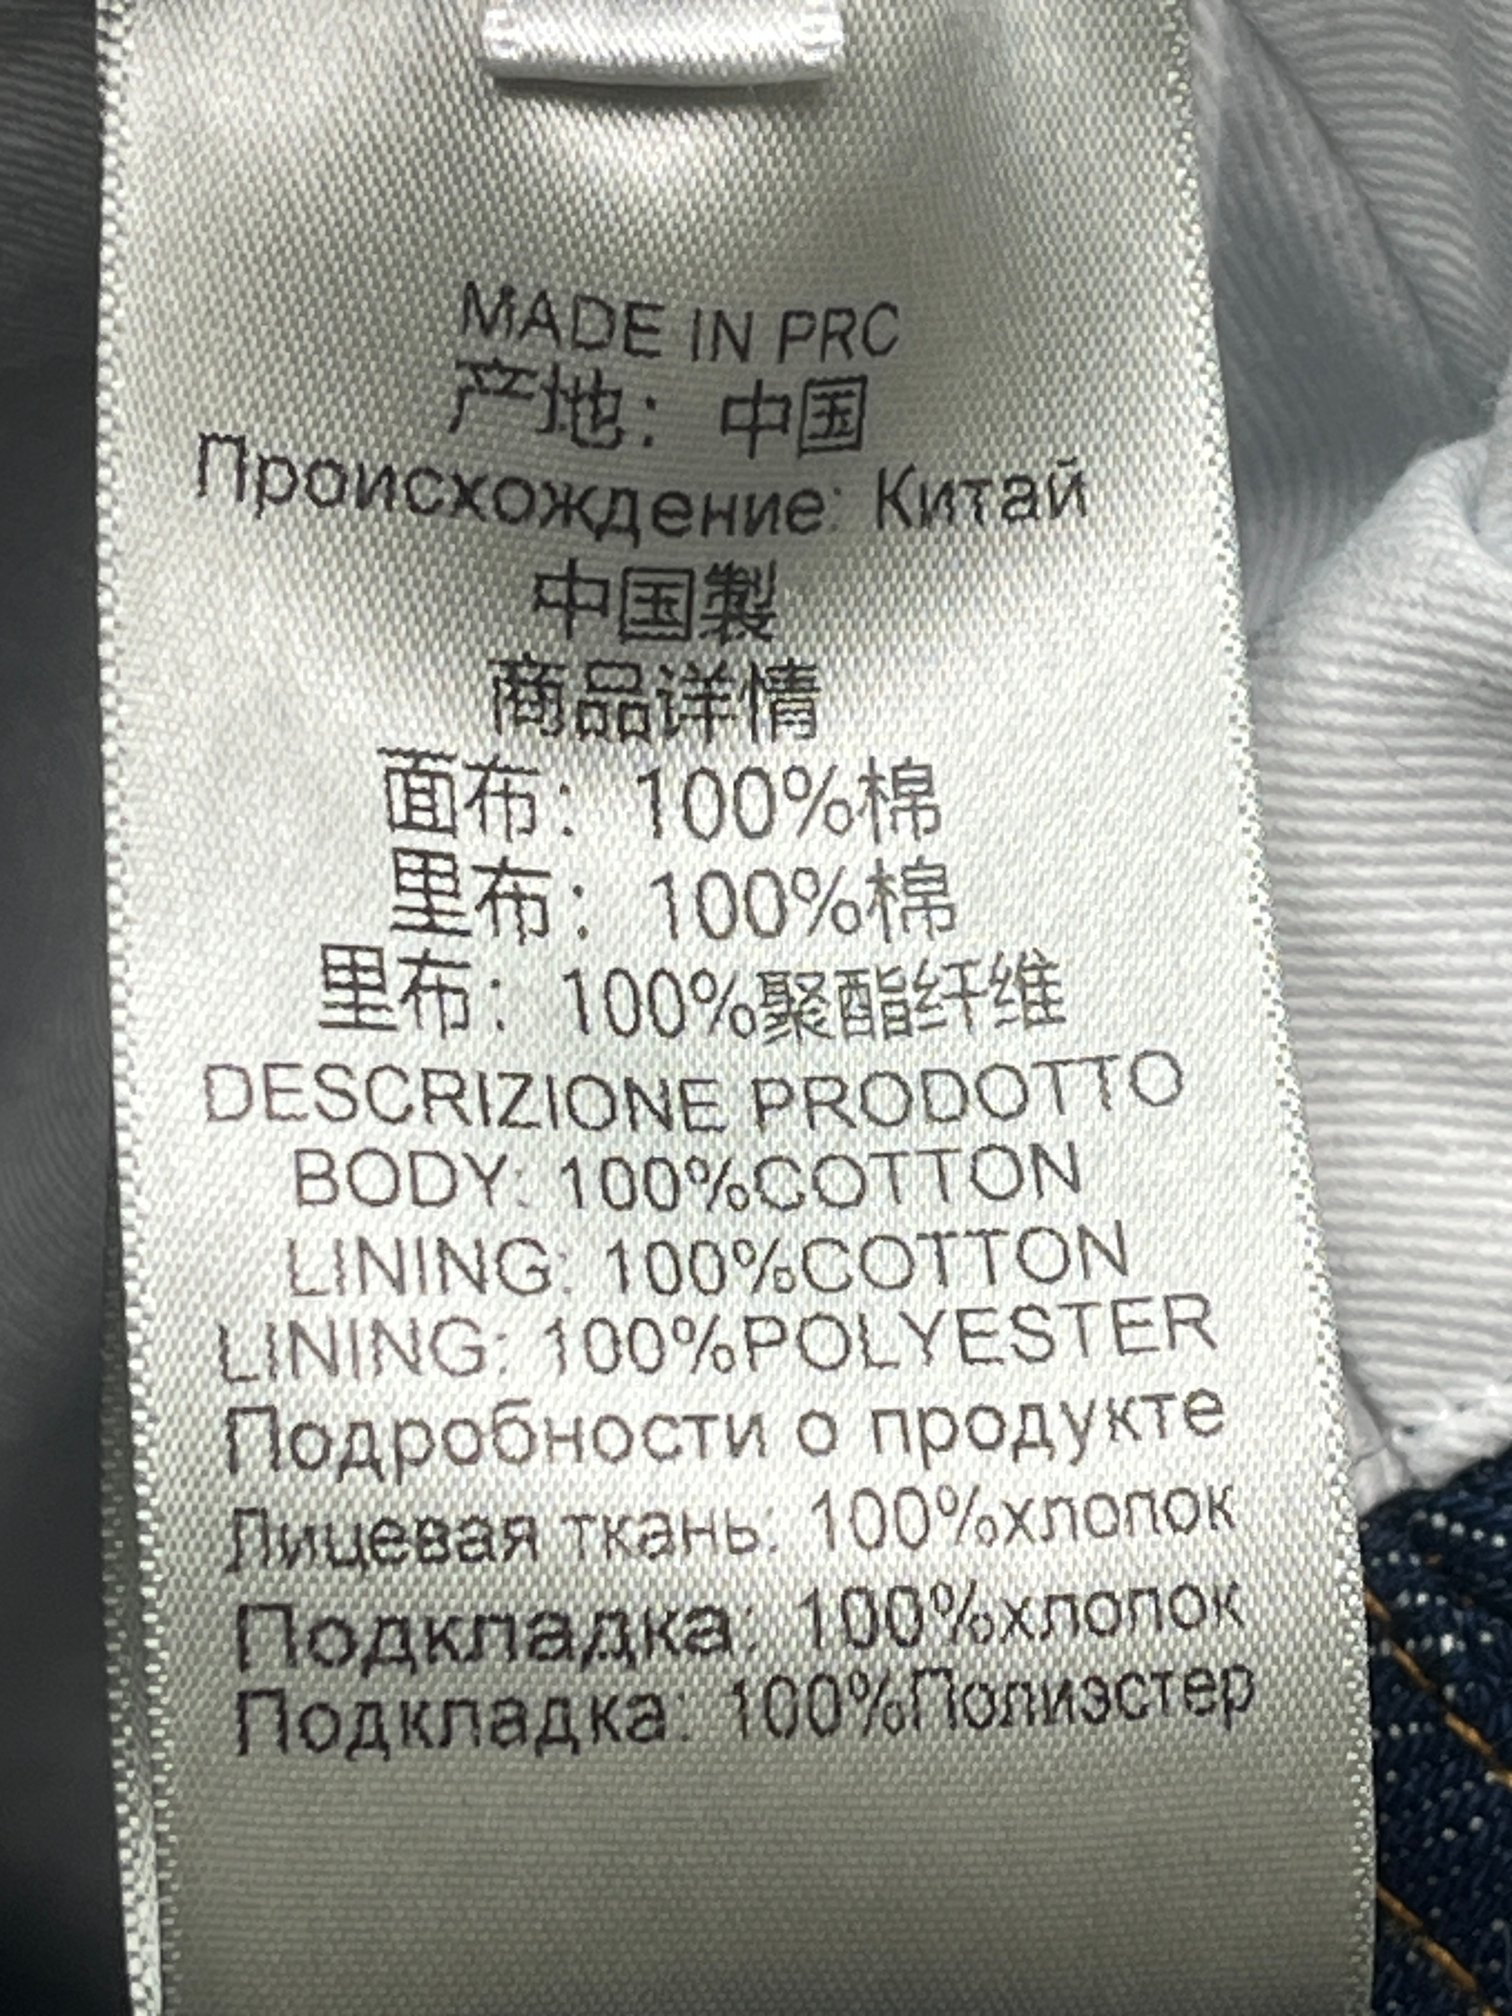 MADE IN PRC
产地：中国
Происхождение: Китай
中国製
商品详情
面布：100%棉
里布：100%棉
里布：100%聚酯纤维
DESCRIZIONE PRODOTTO
BODY: 100%COTTON
LINING: 100%COTTON
LINING: 100%POLYESTER
Подробности о продукте
Лицевая ткань: 100%хлопок
Подкладка: 100%хлопок
Подкладка: 100%Полиэстер